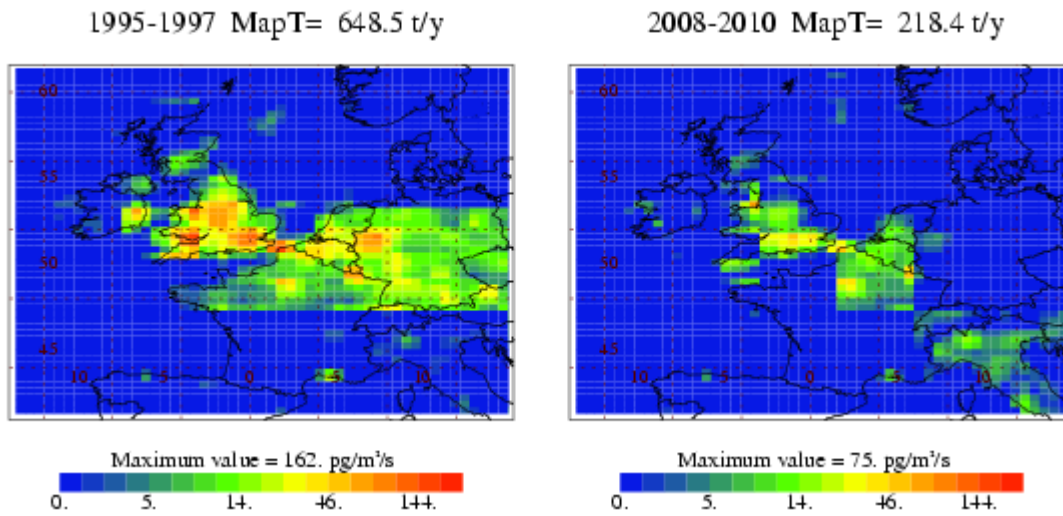 1995-1997 MapT= 648.5 t/y
2008-2010 MapT= 218.4 t/y
60
55
50
45
10 5 0 5 10
60
55
50
45
10 5 0 5 10
Maximum value = 162. pg/m²/s
0. 5. 14. 46. 144.
Maximum value = 75. pg/m²/s
0. 5. 14. 46. 144.